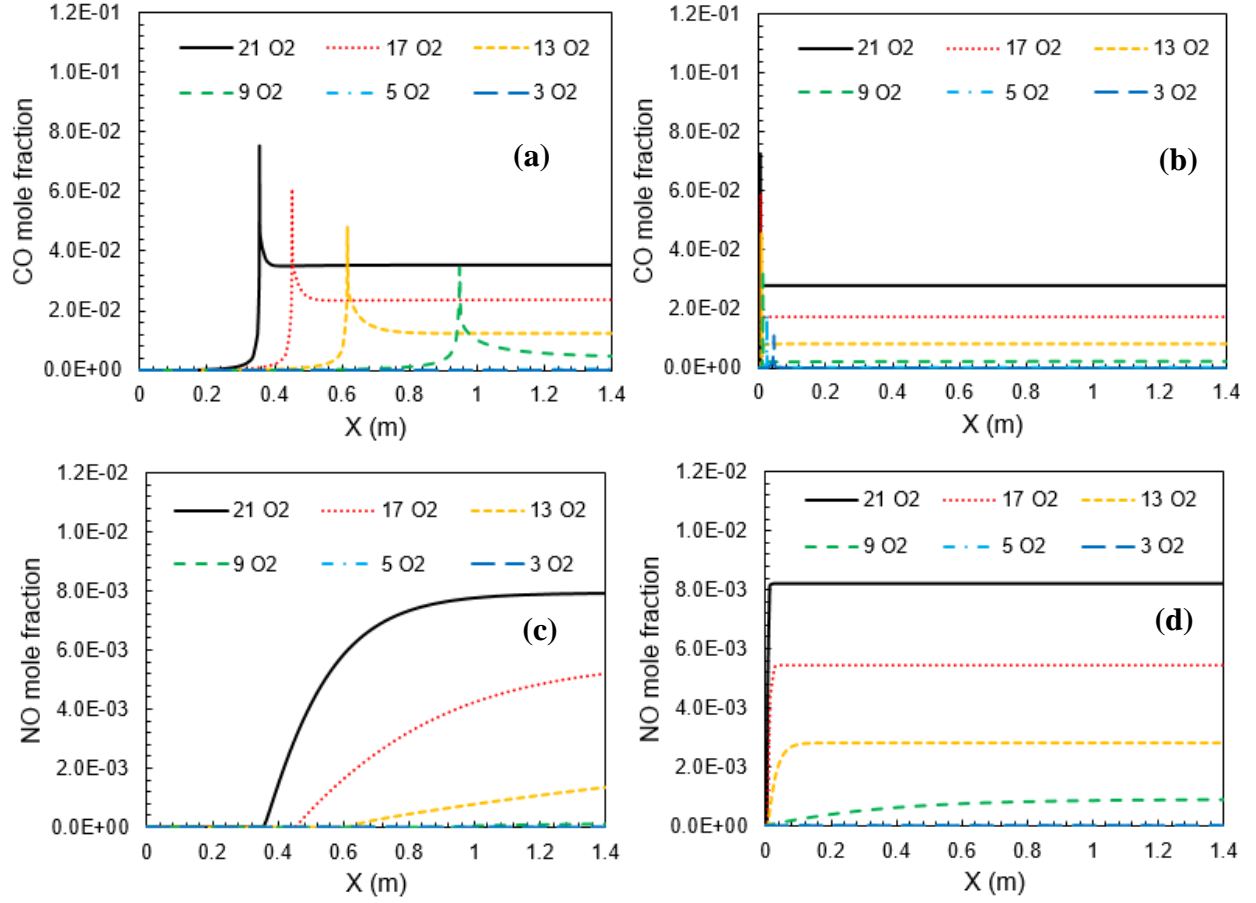 1.2E-01
1.0E-01
8.0E-02
6.0E-02
4.0E-02
2.0E-02
0.0E+00
CO mole fraction
21 O2 17 O2 13 O2
9 O2 5 O2 3 O2
(a)
0 0.2 0.4 0.6 0.8 1 1.2 1.4
X (m)
1.2E-01
1.0E-01
8.0E-02
6.0E-02
4.0E-02
2.0E-02
0.0E+00
CO mole fraction
21 O2 17 O2 13 O2
9 O2 5 O2 3 O2
(b)
0 0.2 0.4 0.6 0.8 1 1.2 1.4
X (m)
1.2E-02
1.0E-02
8.0E-03
6.0E-03
4.0E-03
2.0E-03
0.0E+00
NO mole fraction
21 O2 17 O2 13 O2
9 O2 5 O2 3 O2
(c)
0 0.2 0.4 0.6 0.8 1 1.2 1.4
X (m)
1.2E-02
1.0E-02
8.0E-03
6.0E-03
4.0E-03
2.0E-03
0.0E+00
NO mole fraction
21 O2 17 O2 13 O2
9 O2 5 O2 3 O2
(d)
0 0.2 0.4 0.6 0.8 1 1.2 1.4
X (m)